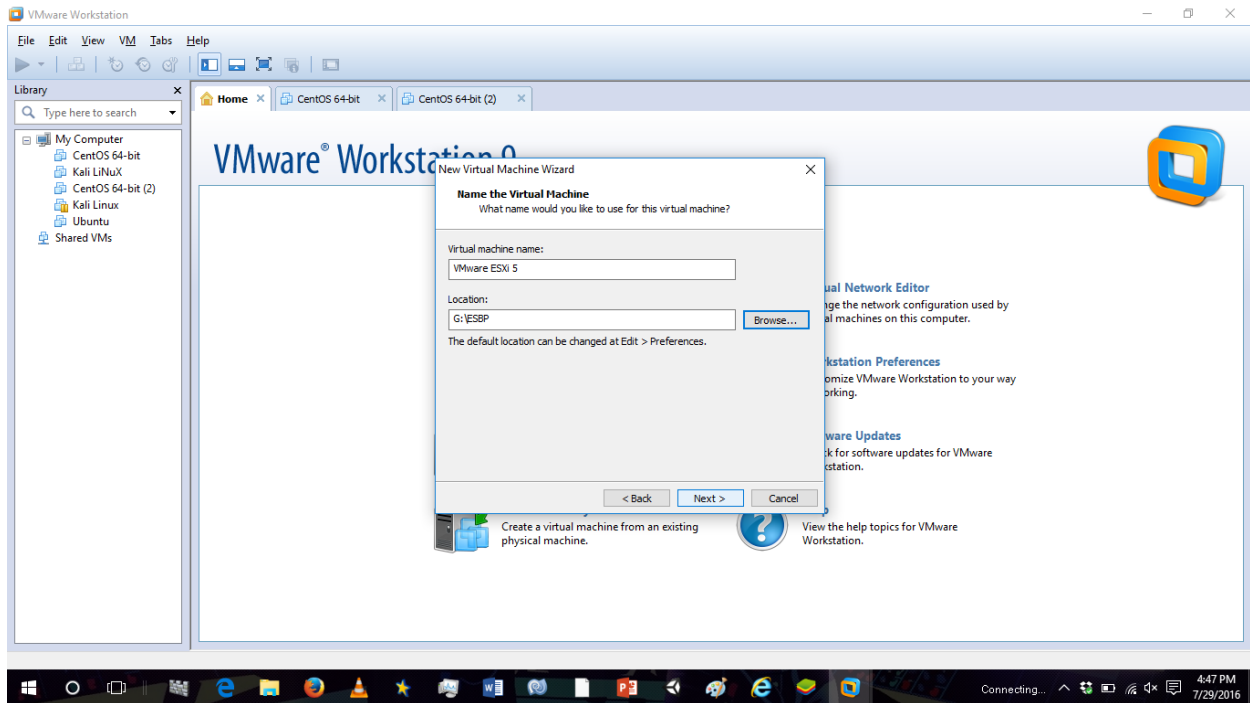 VMware Workstation
File Edit View VM Tabs Help
Library
Type here to search
My Computer
CentOS 64-bit
Kali LiNuX
CentOS 64-bit (2)
Kali Linux
Ubuntu
Shared VMs
Home
CentOS 64-bit
CentOS 64-bit (2)
VMware® Workstation 9
New Virtual Machine Wizard
Name the Virtual Machine
What name would you like to use for this virtual machine?
Virtual machine name:
VMware ESXi 5
Location:
G:\ESBP
Browse...
The default location can be changed at Edit > Preferences.
< Back
Next >
Cancel
ual Network Editor
nge the network configuration used by
al machines on this computer.
kstation Preferences
omize VMware Workstation to your way
orking.
ware Updates
ck for software updates for VMware
kstation.
Create a virtual machine from an existing
physical machine.
View the help topics for VMware
Workstation.
Connecting...
4:47 PM
7/29/2016